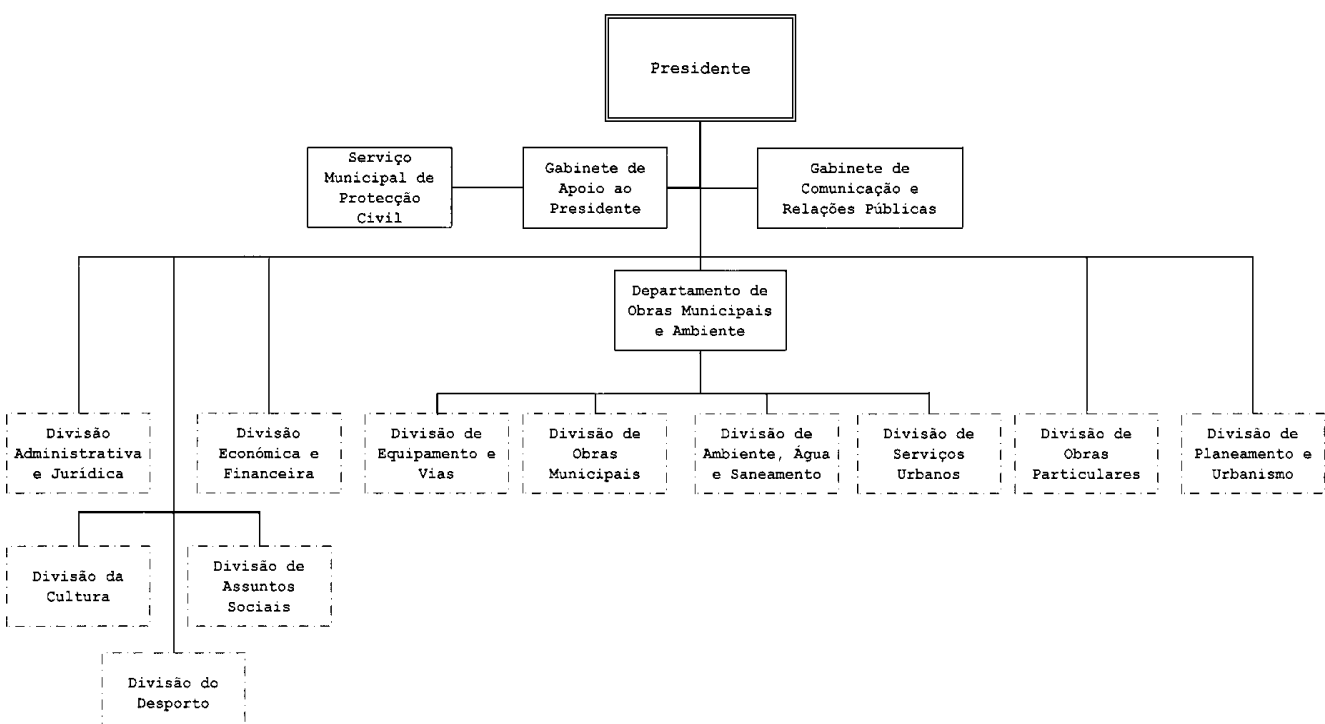 Presidente
Serviço
Municipal de
Protecção
Civil
Gabinete de
Apoio ao
Presidente
Gabinete de
Comunicação e
Relações Públicas
Departamento de
Obras Municipais
e Ambiente
Divisão
Administrativa
e Jurídica
Divisão
Económica e
Financeira
Divisão de
Equipamento e
Vias
Divisão de
Obras
Municipais
Divisão de
Ambiente, Água
e Saneamento
Divisão de
Serviços
Urbanos
Divisão de
Obras
Particulares
Divisão de
Planeamento e
Urbanismo
Divisão da
Cultura
Divisão de
Assuntos
Sociais
Divisão do
Desporto